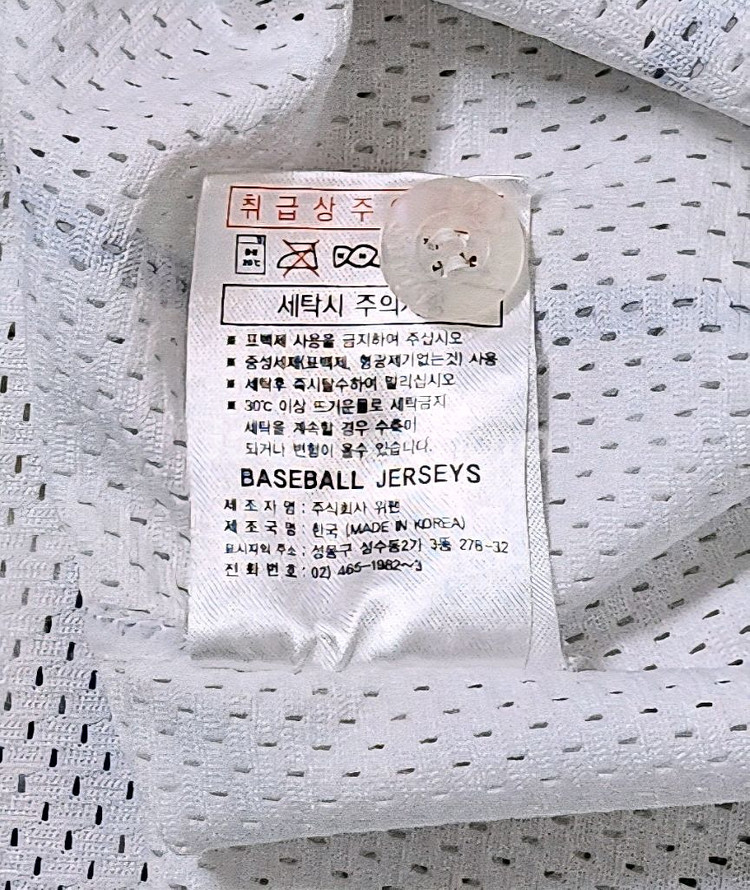 취급상주
세탁시 주의
■ 표백제 사용을 금지하여 주십시오
■ 중성세제(표백제, 형광제기없는것) 사용
■ 세탁후 즉시탈수하여 말리십시오
■ 30℃ 이상 뜨거운물로 세탁금지
세탁을 계속할 경우 수축이
되거나 변형이 올수 있습니다.
BASEBALL JERSEYS
제 조 자 명 : 주식회사 위팬
제 조 국 명 : 한국 (MADE IN KOREA)
표시자의 주소 : 성동구 성수동2가 3동 278-32
전 화 번 호 : 02) 465-1982~3